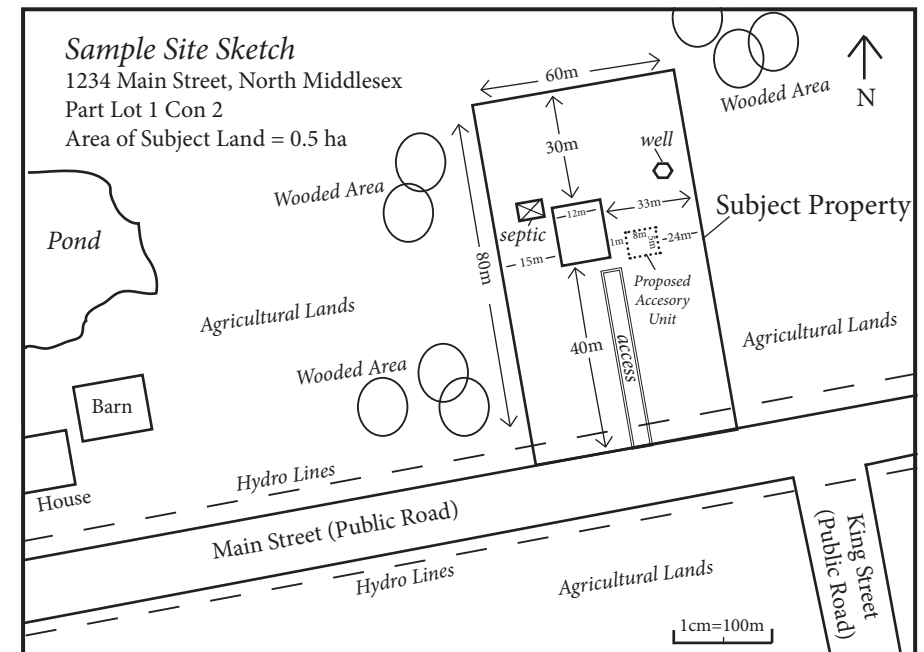 Sample Site Sketch
1234 Main Street, North Middlesex
Part Lot 1 Con 2
Area of Subject Land = 0.5 ha
60m
Wooded Area
N
30m
well
Wooded Area
12m
33m
Subject Property
Pond
septic
1m
8m
5m
24m
15m
80m
Proposed
Accesory
Unit
Agricultural Lands
Agricultural Lands
40m
access
Wooded Area
Barn
House
Hydro Lines
Main Street (Public Road)
Hydro Lines
Agricultural Lands
King Street
(Public Road)
1cm=100m